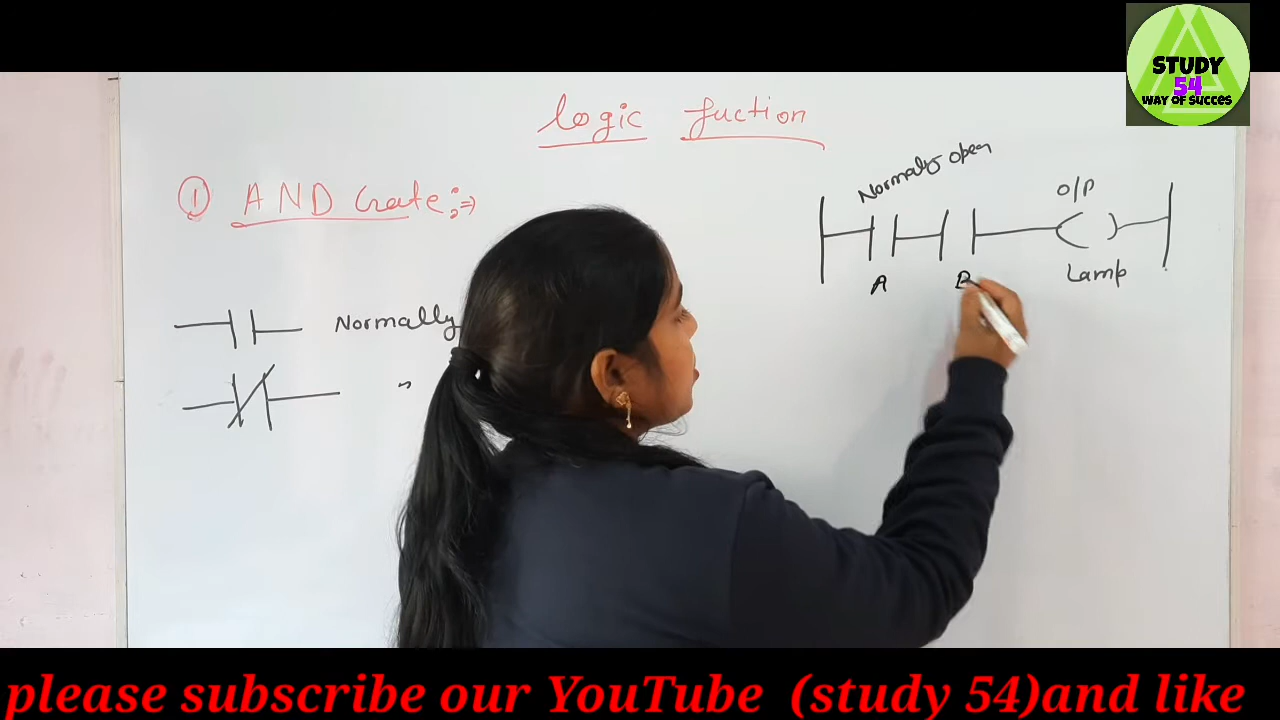 STUDY
54
WAY OF SUCCES
Logic fuction
① AND Gate :⇒
Normally open
O/P
A
B
Lamp
Normally
"
please subscribe our YouTube (study 54)and like